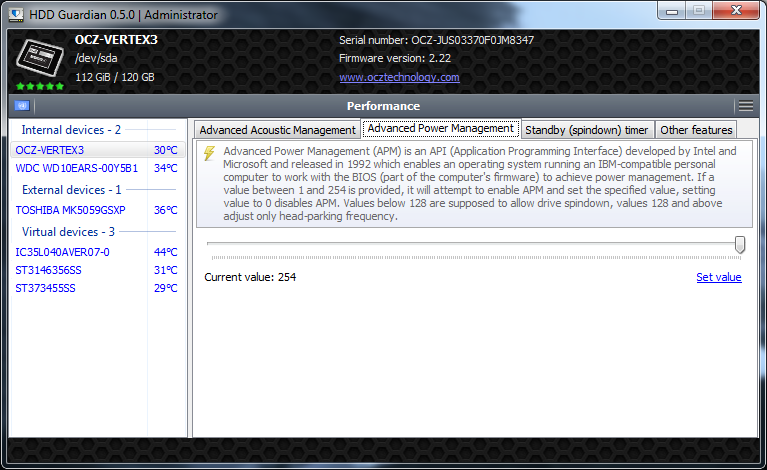 HDD Guardian 0.5.0 | Administrator
OCZ-VERTEX3
/dev/sda
112 GiB / 120 GB
Serial number: OCZ-JUS03370F0JM8347
Firmware version: 2.22
www.ocztechnology.com
Performance
Internal devices - 2
OCZ-VERTEX3 30°C
WDC WD10EARS-00Y5B1 34°C
External devices - 1
TOSHIBA MK5059GSXP 36°C
Virtual devices - 3
IC35L040AVER07-0 44°C
ST3146356SS 31°C
ST373455SS 29°C
Advanced Acoustic Management Advanced Power Management Standby (spindown) timer Other features
Advanced Power Management (APM) is an API (Application Programming Interface) developed by Intel and
Microsoft and released in 1992 which enables an operating system running an IBM-compatible personal
computer to work with the BIOS (part of the computer's firmware) to achieve power management. If a
value between 1 and 254 is provided, it will attempt to enable APM and set the specified value, setting
value to 0 disables APM. Values below 128 are supposed to allow drive spindown, values 128 and above
adjust only head-parking frequency.
Current value: 254
Set value